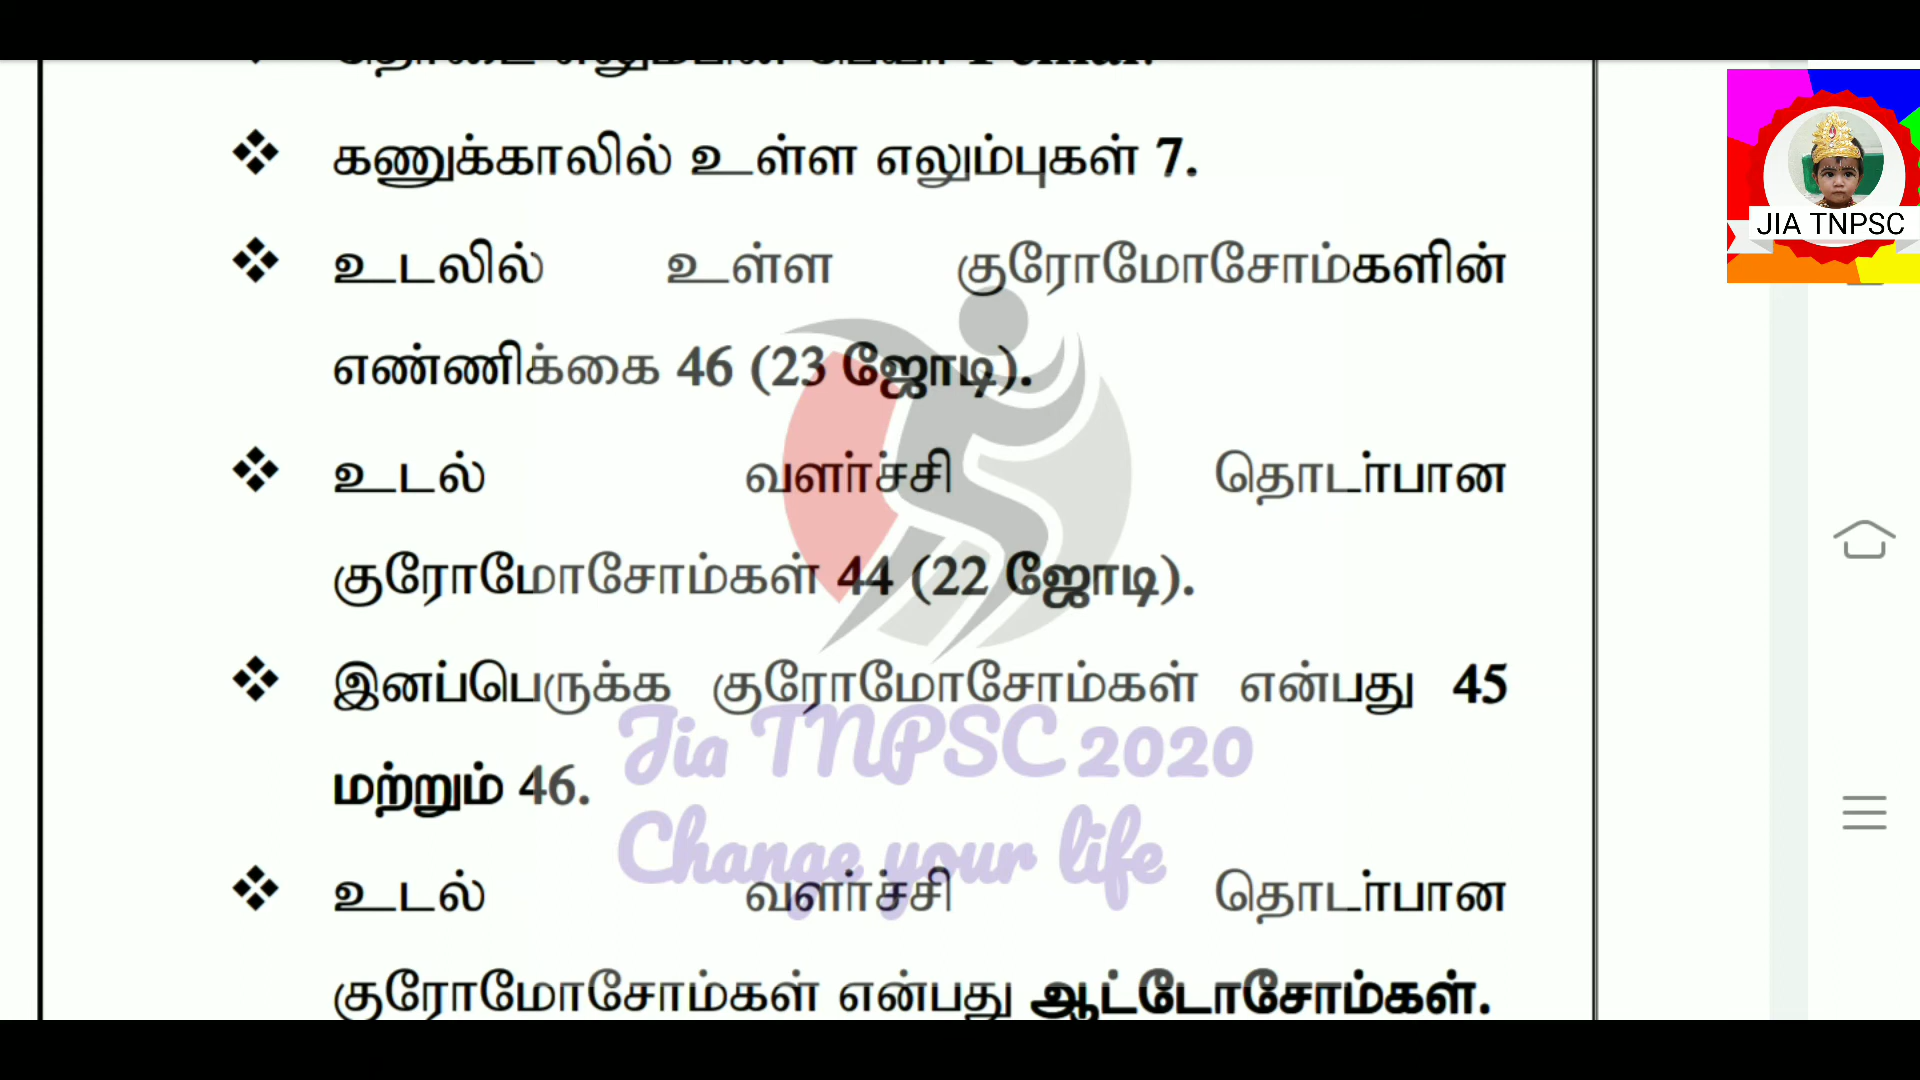 கணுக்காலில் உள்ள எலும்புகள் 7.
உடலில் உள்ள குரோமோசோம்களின்
எண்ணிக்கை 46 (23 ஜோடி).
உடல் வளர்ச்சி தொடர்பான
குரோமோசோம்கள் 44 (22 ஜோடி).
இனப்பெருக்க குரோமோசோம்கள் என்பது 45
மற்றும் 46.
உடல் வளர்ச்சி தொடர்பான
குரோமோசோம்கள் என்பது ஆட்டோசோம்கள்.
Jia TNPSC 2020
Change your life
JIA TNPSC